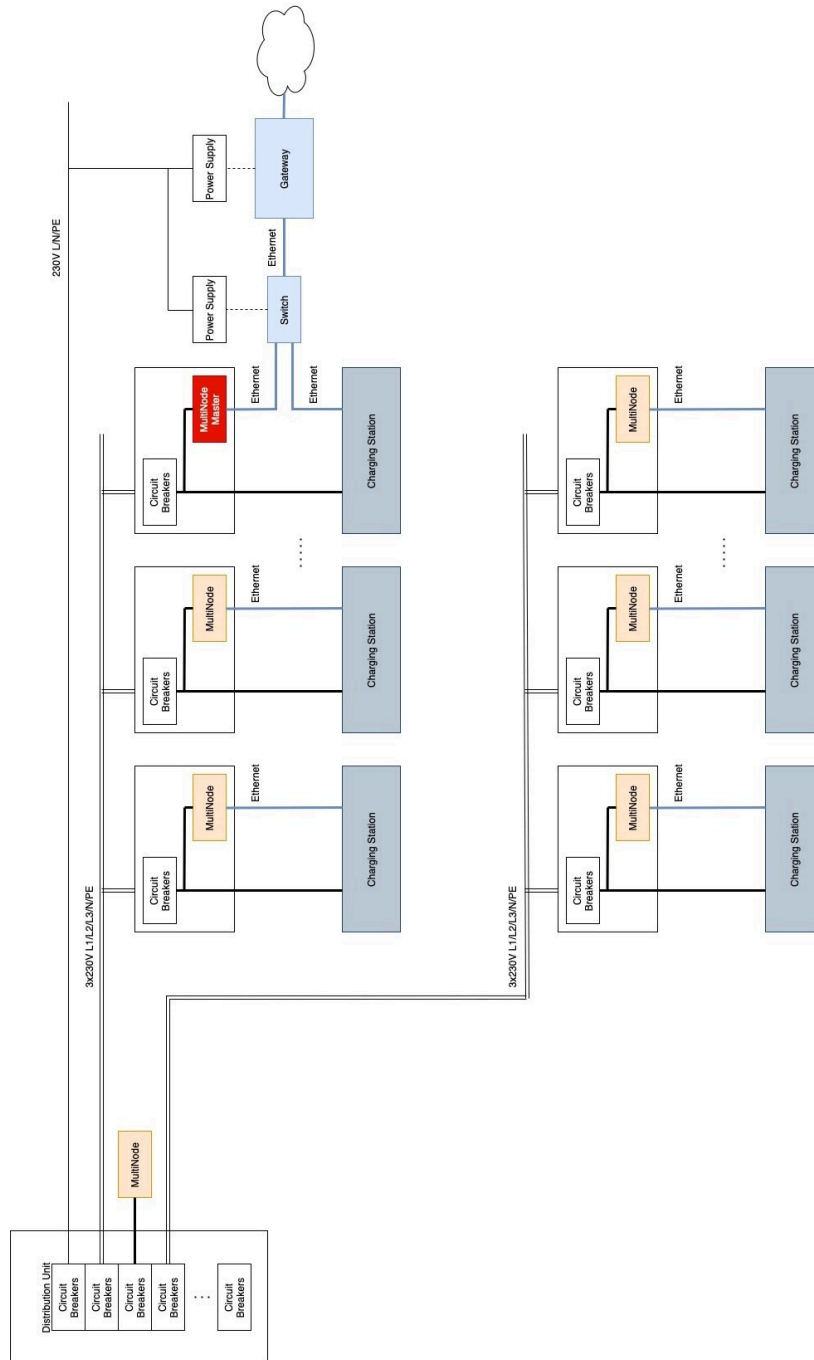 Distribution Unit
Circuit
Breakers
Circuit
Breakers
Circuit
Breakers
Circuit
Breakers
. . .
Circuit
Breakers
MultiNode
230V L/N/PE
3x230V L1/L2/L3/N/PE
Circuit
Breakers
MultiNode
Ethernet
Charging Station
Circuit
Breakers
MultiNode
Ethernet
Charging Station
. . . . .
Circuit
Breakers
MultiNode
Master
Ethernet
Ethernet
Charging Station
Power Supply
Switch
Ethernet
Power Supply
Gateway
3x230V L1/L2/L3/N/PE
Circuit
Breakers
MultiNode
Ethernet
Charging Station
Circuit
Breakers
MultiNode
Ethernet
Charging Station
. . . . .
Circuit
Breakers
MultiNode
Ethernet
Charging Station